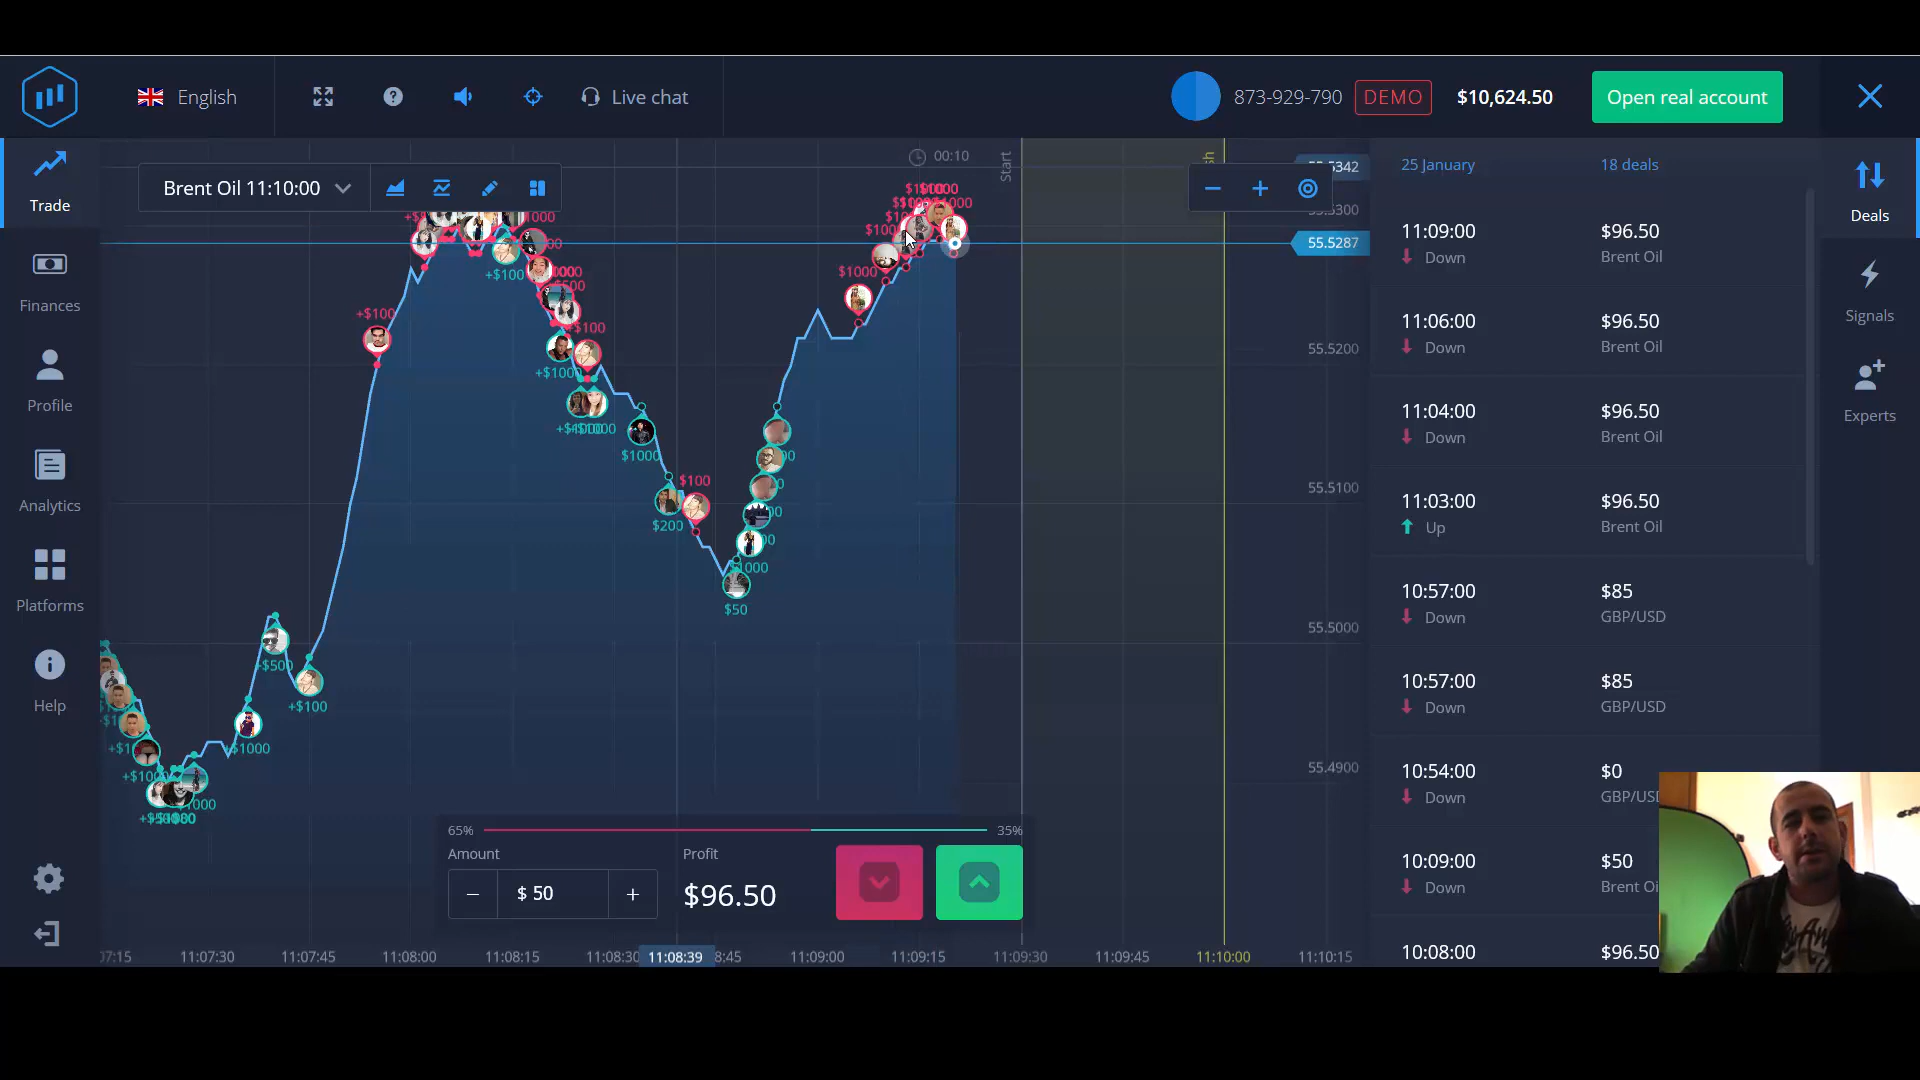 English
Live chat
873-929-790
DEMO
$10,624.50
Open real account
Trade
Finances
Profile
Analytics
Platforms
Help
Brent Oil 11:10:00
00:10
Start
55.5287
55.5200
55.5100
55.5000
55.4900
+$100
+$100
$100
+$1000
$1000
$200
$100
$50
$1000
+$500
+$100
+$1000
65%
35%
Amount
Profit
$ 50
$96.50
11:07:30
11:07:45
11:08:00
11:08:15
11:08:30
11:08:39
11:09:00
11:09:15
11:09:30
11:09:45
11:10:00
11:10:15
25 January
18 deals
11:09:00
$96.50
Down
Brent Oil
11:06:00
$96.50
Down
Brent Oil
11:04:00
$96.50
Down
Brent Oil
11:03:00
$96.50
Up
Brent Oil
10:57:00
$85
Down
GBP/USD
10:57:00
$85
Down
GBP/USD
10:54:00
$0
Down
10:09:00
$50
Down
10:08:00
$96.50
Deals
Signals
Experts